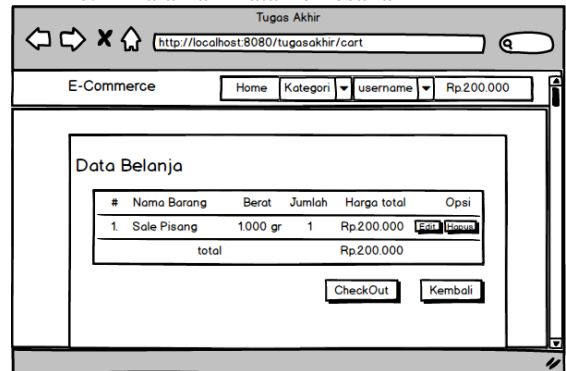 Tugas Akhir
http://localhost:8080/tugasakhir/cart
E-Commerce Home Kategori username Rp.200.000
Data Belanja
# Nama Barang Berat Jumlah Harga total Opsi
1. Sale Pisang 1.000 gr 1 Rp.200.000 Edit Hapus
total Rp.200.000
CheckOut Kembali